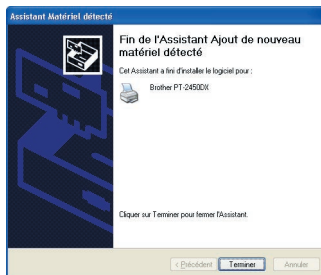 Assistant Matériel détecté
Fin de l'Assistant Ajout de nouveau
matériel détecté
Cet Assistant a fini d'installer le logiciel pour :
Brother PT-2450DX
Cliquer sur Terminer pour fermer l'Assistant.
< Précédent
Terminer
Annuler